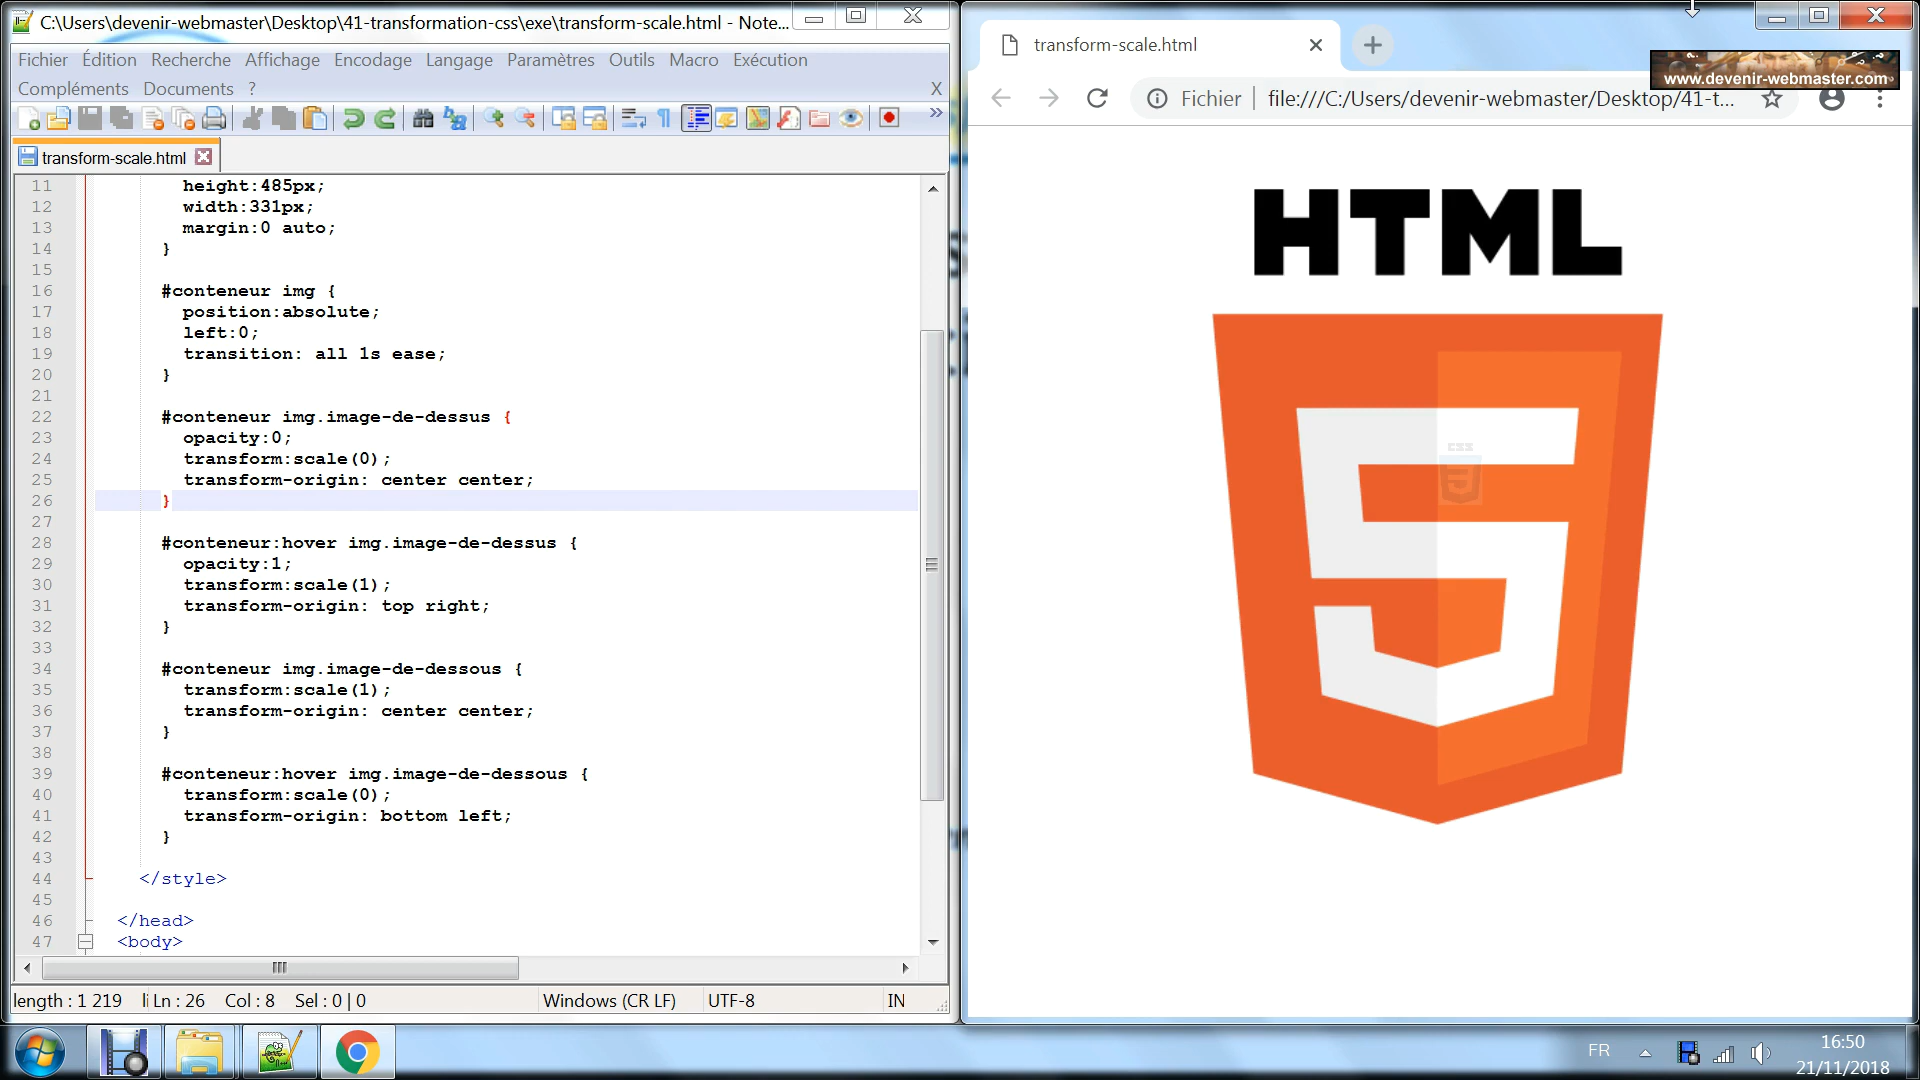 C:\Users\devenir-webmaster\Desktop\41-transformation-css\exe\transform-scale.html - Note...
Fichier Édition Recherche Affichage Encodage Langage Paramètres Outils Macro Exécution
Compléments Documents ? X
transform-scale.html
11 height:485px;
12 width:331px;
13 margin:0 auto;
14 }
15
16 #conteneur img {
17 position:absolute;
18 left:0;
19 transition: all 1s ease;
20 }
21
22 #conteneur img.image-de-dessus {
23 opacity:0;
24 transform:scale(0);
25 transform-origin: center center;
26 }
27
28 #conteneur:hover img.image-de-dessus {
29 opacity:1;
30 transform:scale(1);
31 transform-origin: top right;
32 }
33
34 #conteneur img.image-de-dessous {
35 transform:scale(1);
36 transform-origin: center center;
37 }
38
39 #conteneur:hover img.image-de-dessous {
40 transform:scale(0);
41 transform-origin: bottom left;
42 }
43
44 </style>
45
46 </head>
47 <body>
length : 1 219 li Ln : 26 Col : 8 Sel : 0 | 0 Windows (CR LF) UTF-8 IN
transform-scale.html
www.devenir-webmaster.com
Fichier file:///C:/Users/devenir-webmaster/Desktop/41-t...
HTML
5
CSS
3
FR
16:50
21/11/2018